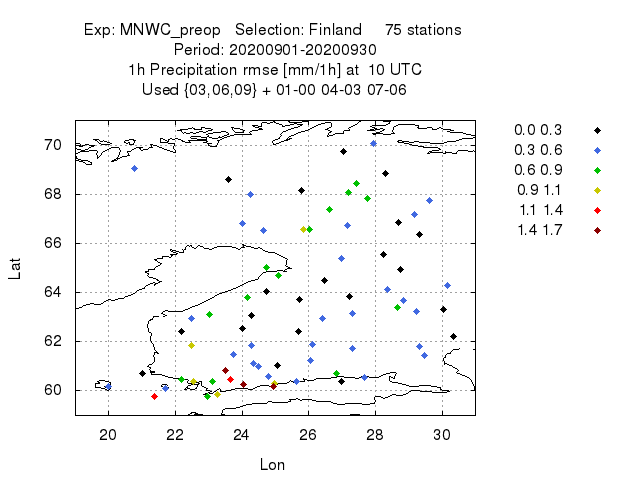 Exp: MNWC_preop   Selection: Finland     75 stations
Period: 20200901-20200930
1h Precipitation rmse [mm/1h] at  10 UTC
Used {03,06,09} + 01-00 04-03 07-06
0.0 0.3
0.3 0.6
0.6 0.9
0.9 1.1
1.1 1.4
1.4 1.7
70
68
66
64
62
60
Lat
20 22 24 26 28 30
Lon